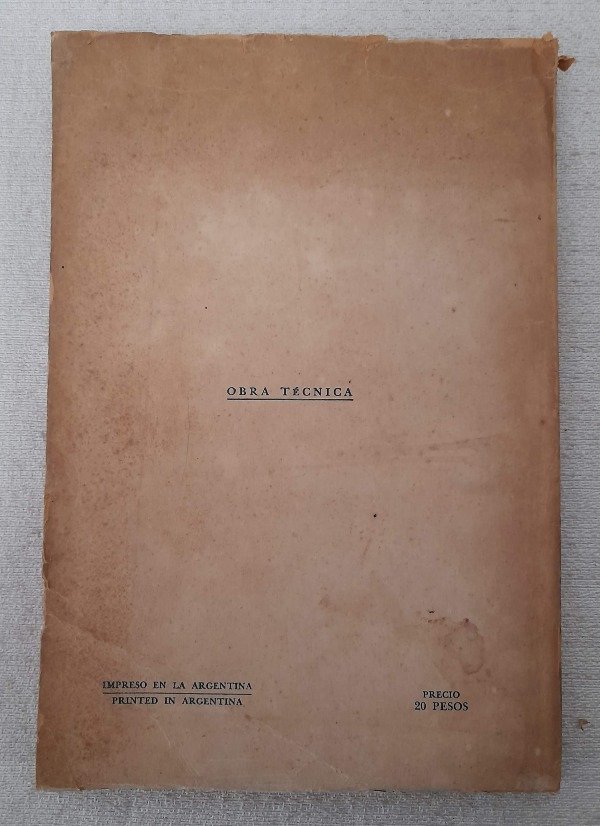 OBRA TÉCNICA
IMPRESO EN LA ARGENTINA
PRINTED IN ARGENTINA
PRECIO
20 PESOS